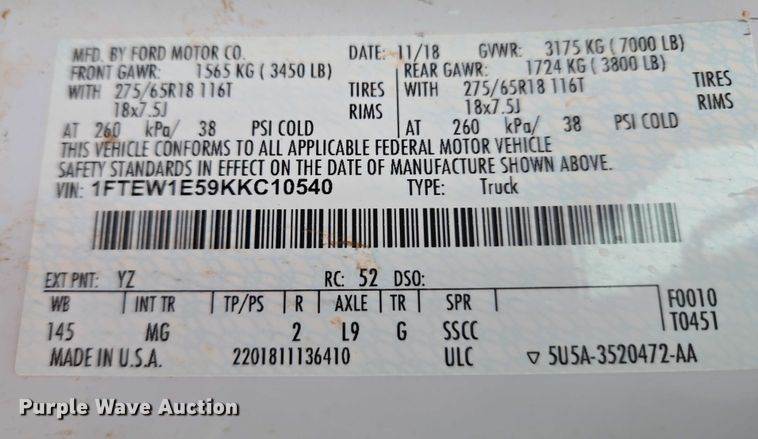 MFD. BY FORD MOTOR CO. DATE: 11/18 GVWR: 3175 KG ( 7000 LB)
FRONT GAWR: 1565 KG ( 3450 LB) REAR GAWR: 1724 KG ( 3800 LB)
WITH 275/65R18 116T TIRES WITH 275/65R18 116T TIRES
18x7.5J RIMS 18x7.5J RIMS
AT 260 kPa/ 38 PSI COLD AT 260 kPa/ 38 PSI COLD
THIS VEHICLE CONFORMS TO ALL APPLICABLE FEDERAL MOTOR VEHICLE
SAFETY STANDARDS IN EFFECT ON THE DATE OF MANUFACTURE SHOWN ABOVE.
VIN: 1FTEW1E59KKC10540 TYPE: Truck
EXT PNT: YZ RC: 52 DSO:
WB INT TR TP/PS R AXLE TR SPR F0010
145 MG 2 L9 G SSCC T0451
MADE IN U.S.A. 2201811136410 ULC ▽ 5U5A-3520472-AA
Purple Wave Auction